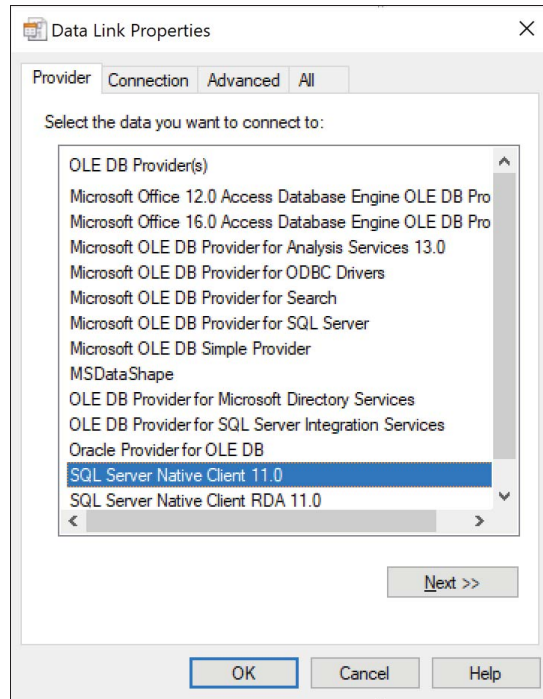 Data Link Properties
Provider Connection Advanced All
Select the data you want to connect to:
OLE DB Provider(s)
Microsoft Office 12.0 Access Database Engine OLE DB Pro
Microsoft Office 16.0 Access Database Engine OLE DB Pro
Microsoft OLE DB Provider for Analysis Services 13.0
Microsoft OLE DB Provider for ODBC Drivers
Microsoft OLE DB Provider for Search
Microsoft OLE DB Provider for SQL Server
Microsoft OLE DB Simple Provider
MSDataShape
OLE DB Provider for Microsoft Directory Services
OLE DB Provider for SQL Server Integration Services
Oracle Provider for OLE DB
SQL Server Native Client 11.0
SQL Server Native Client RDA 11.0
Next >>
OK Cancel Help